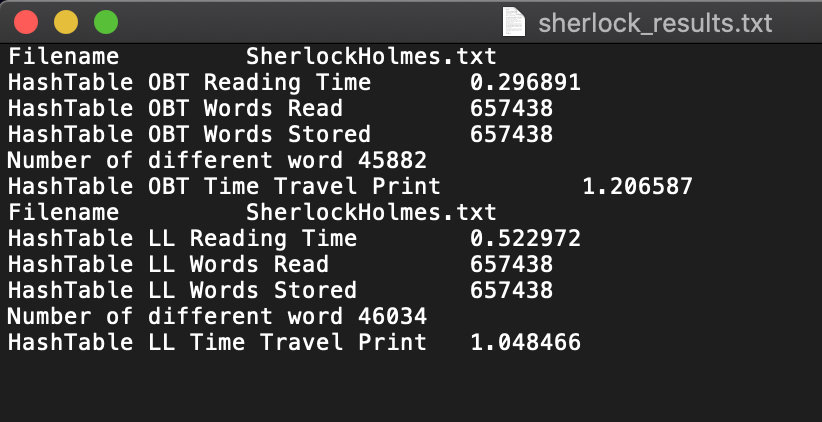 sherlock_results.txt
Filename SherlockHolmes.txt
HashTable OBT Reading Time 0.296891
HashTable OBT Words Read 657438
HashTable OBT Words Stored 657438
Number of different word 45882
HashTable OBT Time Travel Print 1.206587
Filename SherlockHolmes.txt
HashTable LL Reading Time 0.522972
HashTable LL Words Read 657438
HashTable LL Words Stored 657438
Number of different word 46034
HashTable LL Time Travel Print 1.048466